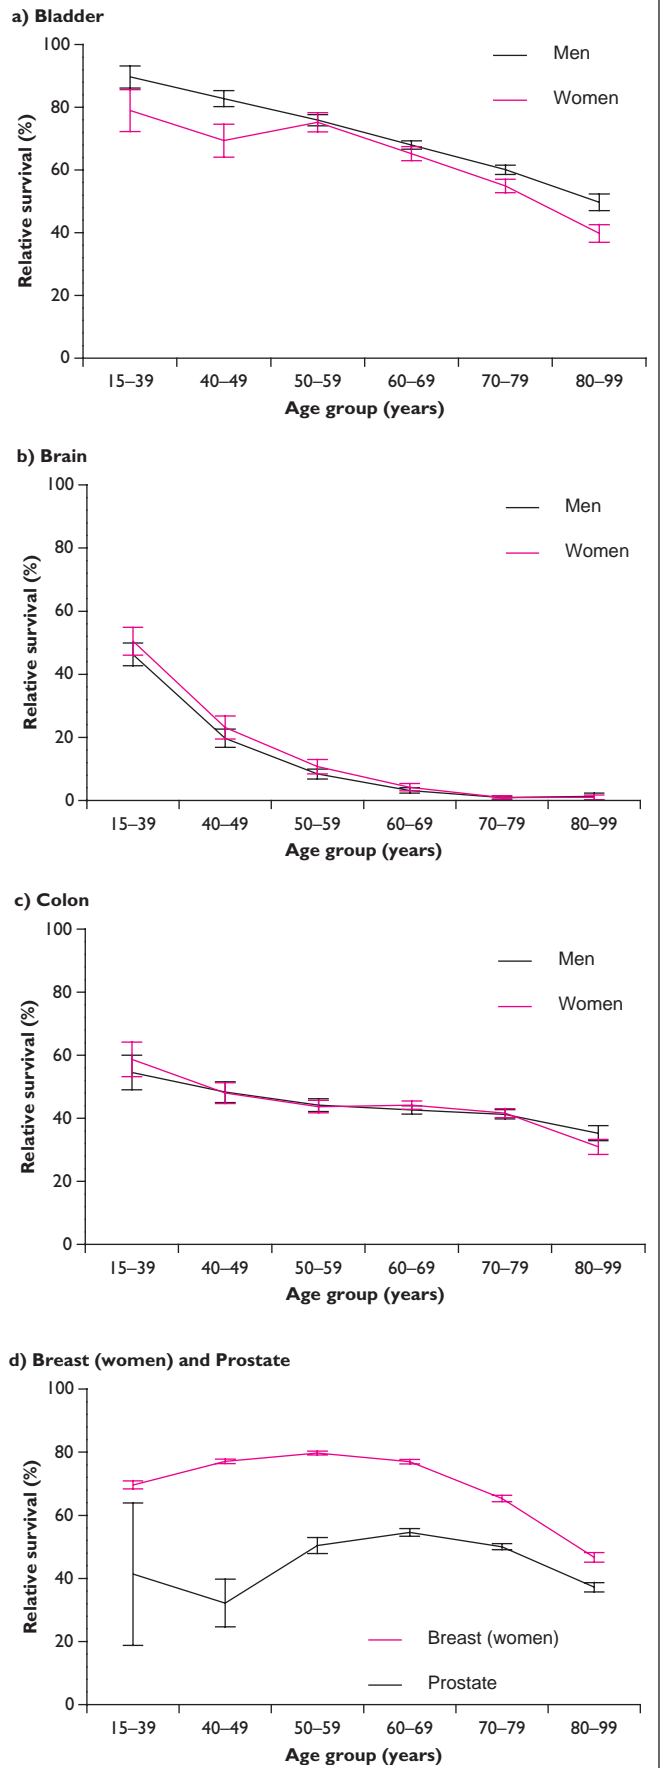 a) Bladder
100
80
60
40
20
0
Relative survival (%)
Men
Women
15–39 40–49 50–59 60–69 70–79 80–99
Age group (years)
b) Brain
100
80
60
40
20
0
Relative survival (%)
Men
Women
15–39 40–49 50–59 60–69 70–79 80–99
Age group (years)
c) Colon
100
80
60
40
20
0
Relative survival (%)
Men
Women
15–39 40–49 50–59 60–69 70–79 80–99
Age group (years)
d) Breast (women) and Prostate
100
80
60
40
20
0
Relative survival (%)
Breast (women)
Prostate
15–39 40–49 50–59 60–69 70–79 80–99
Age group (years)